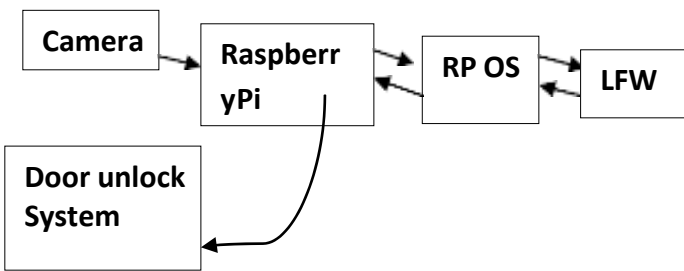 Camera
Raspberr
yPi
RP OS
LFW
Door unlock
System